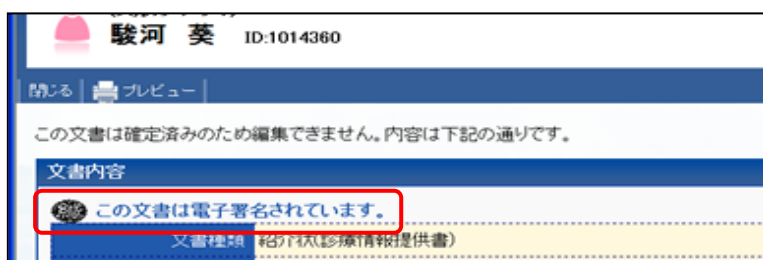 駿河 葵 ID:1014360
閉じる プレビュー
この文書は確定済みのため編集できません。内容は下記の通りです。
文書内容
この文書は電子署名されています。
文書種類 紹介状(診療情報提供書)